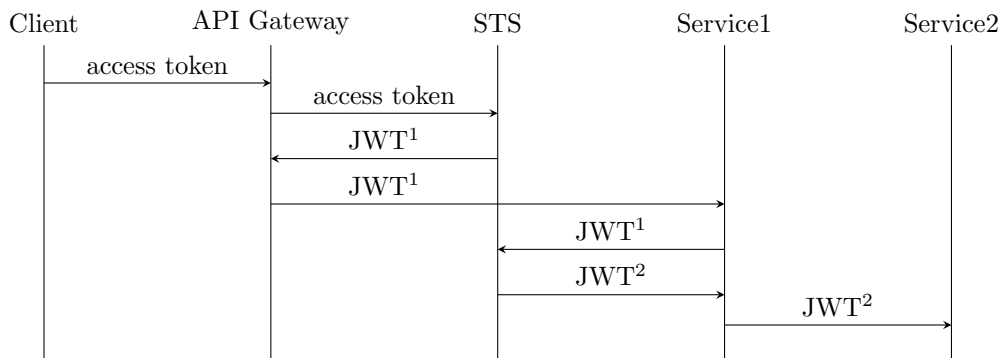 Client API Gateway STS Service1 Service2
access token
access token
JWT¹
JWT¹
JWT¹
JWT²
JWT²